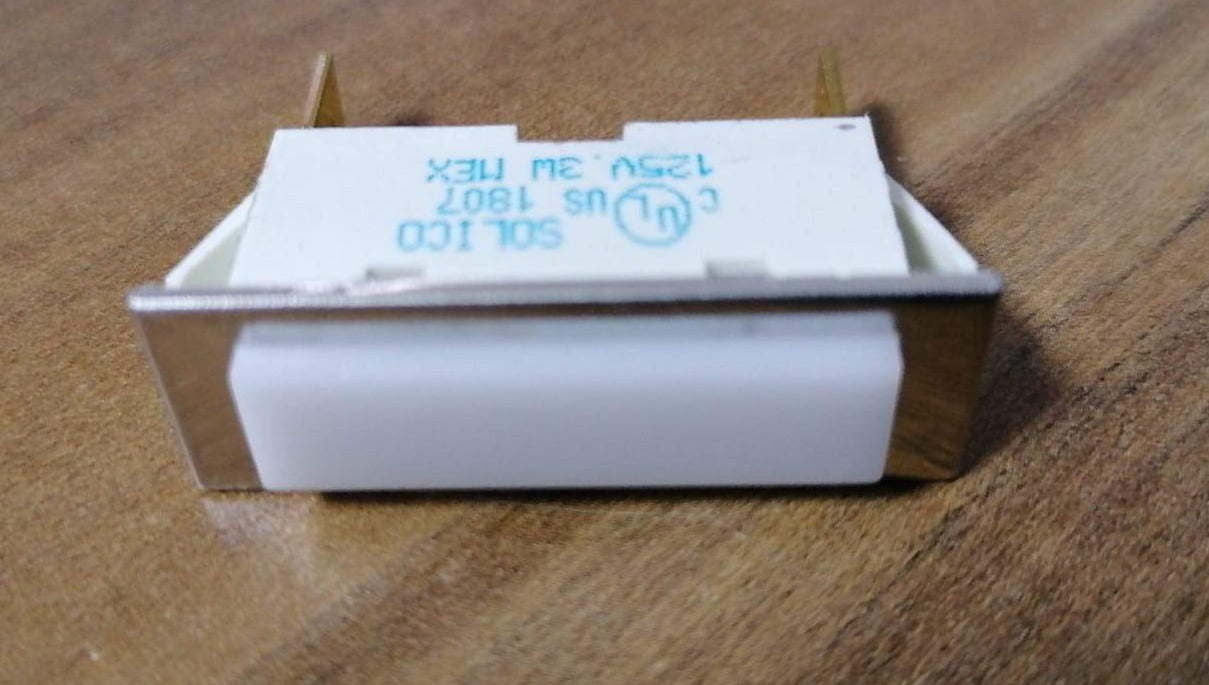 SOLICO
C UL US 1807
125V. 3W MEX